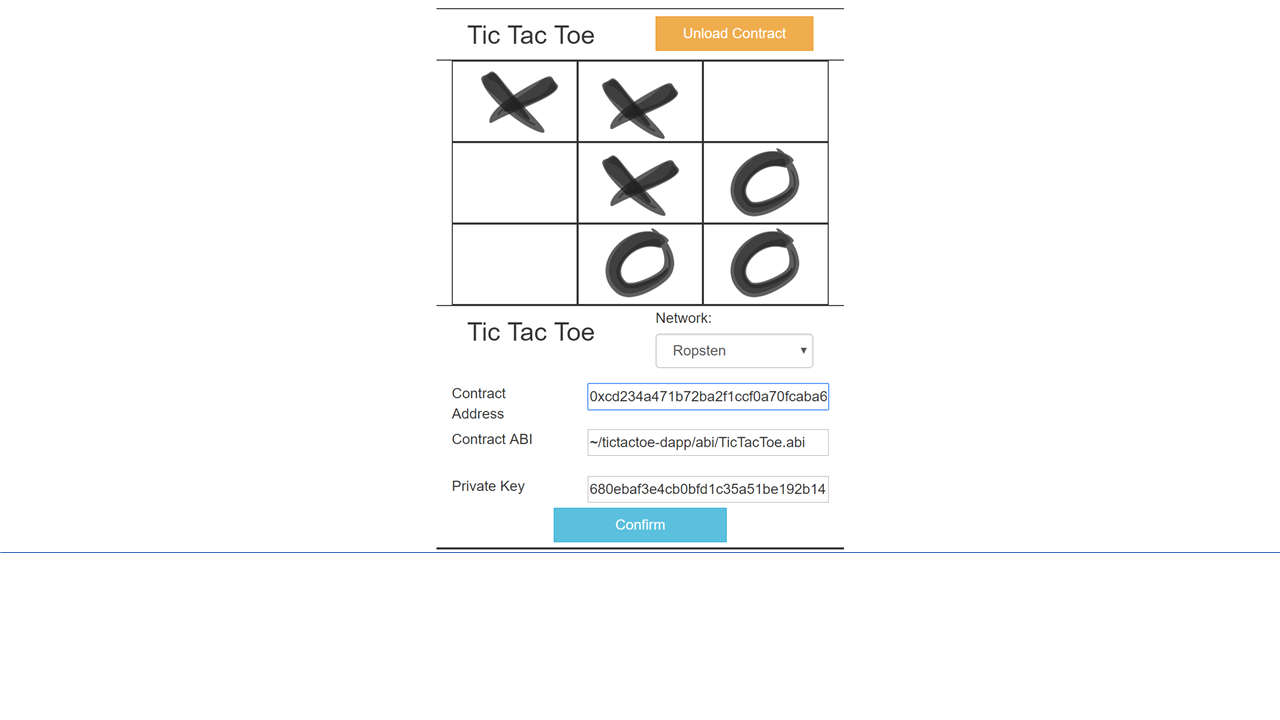 Tic Tac Toe
Unload Contract
Tic Tac Toe
Network:
Ropsten
Contract
Address
0xcd234a471b72ba2f1ccf0a70fcaba6
Contract ABI
~/tictactoe-dapp/abi/TicTacToe.abi
Private Key
680ebaf3e4cb0bfd1c35a51be192b14
Confirm